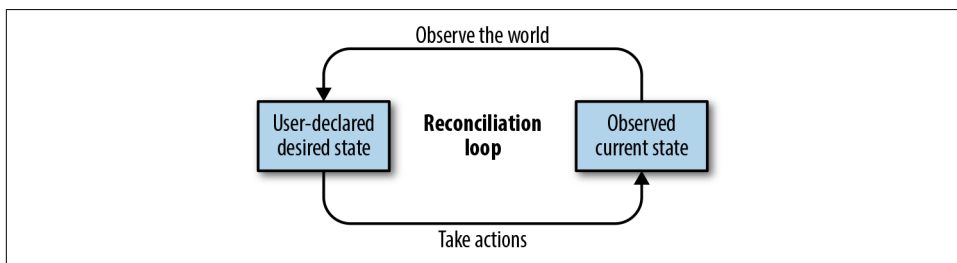 Observe the world
User-declared
desired state
Reconciliation
loop
Observed
current state
Take actions